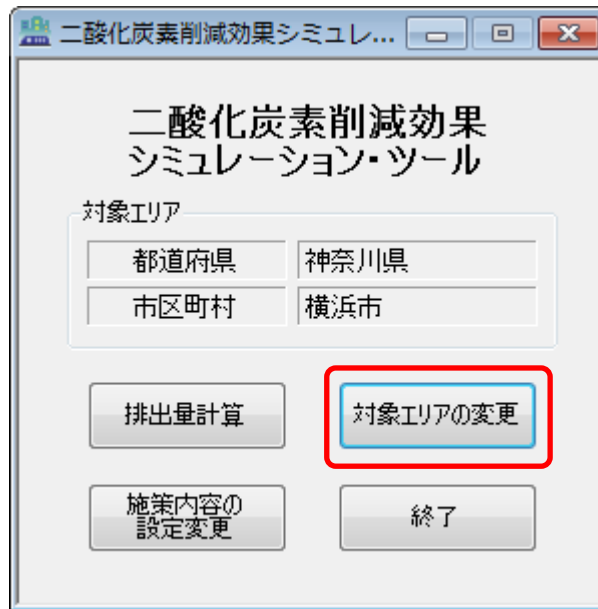 二酸化炭素削減効果シミュレ...
二酸化炭素削減効果
シミュレーション・ツール
対象エリア
都道府県 神奈川県
市区町村 横浜市
排出量計算 対象エリアの変更
施策内容の
設定変更
終了